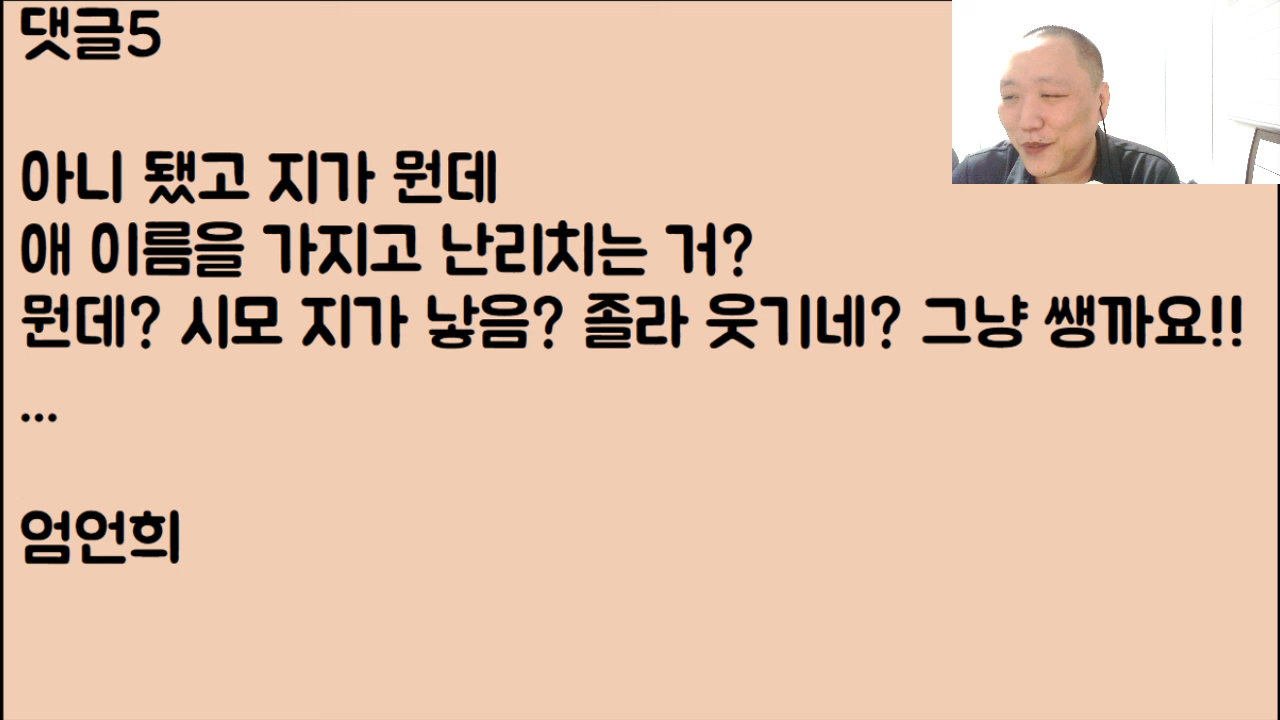 댓글5
아니 됐고 지가 뭔데
애 이름을 가지고 난리치는 거?
뭔데? 시모 지가 낳음? 졸라 웃기네? 그냥 쌩까요!!
...
엄언희